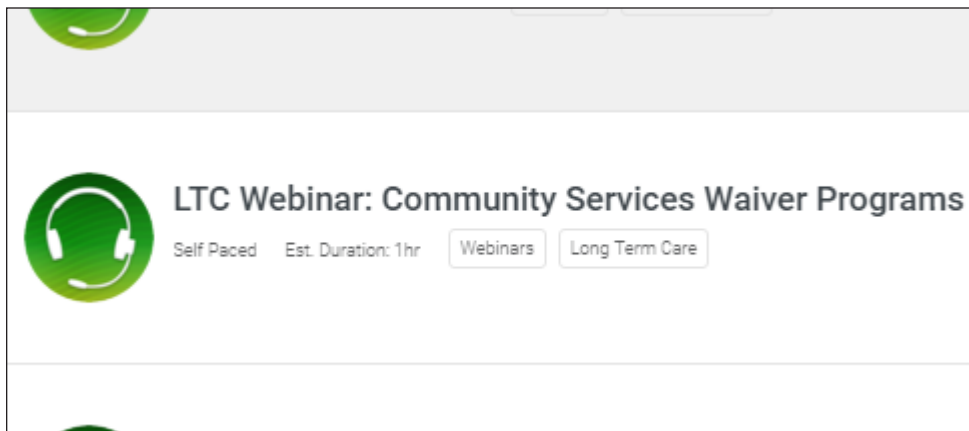 LTC Webinar: Community Services Waiver Programs
Self Paced Est. Duration: 1hr Webinars Long Term Care